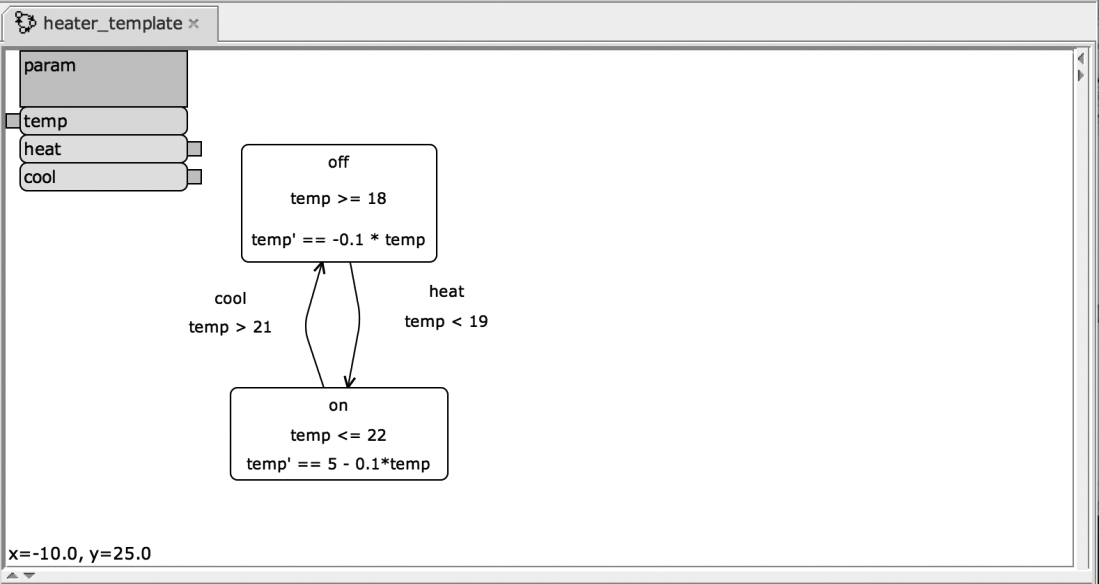 heater_template
param
temp
heat
cool
off
temp >= 18
temp' == -0.1 * temp
cool
temp > 21
heat
temp < 19
on
temp <= 22
temp' == 5 - 0.1*temp
x=-10.0, y=25.0